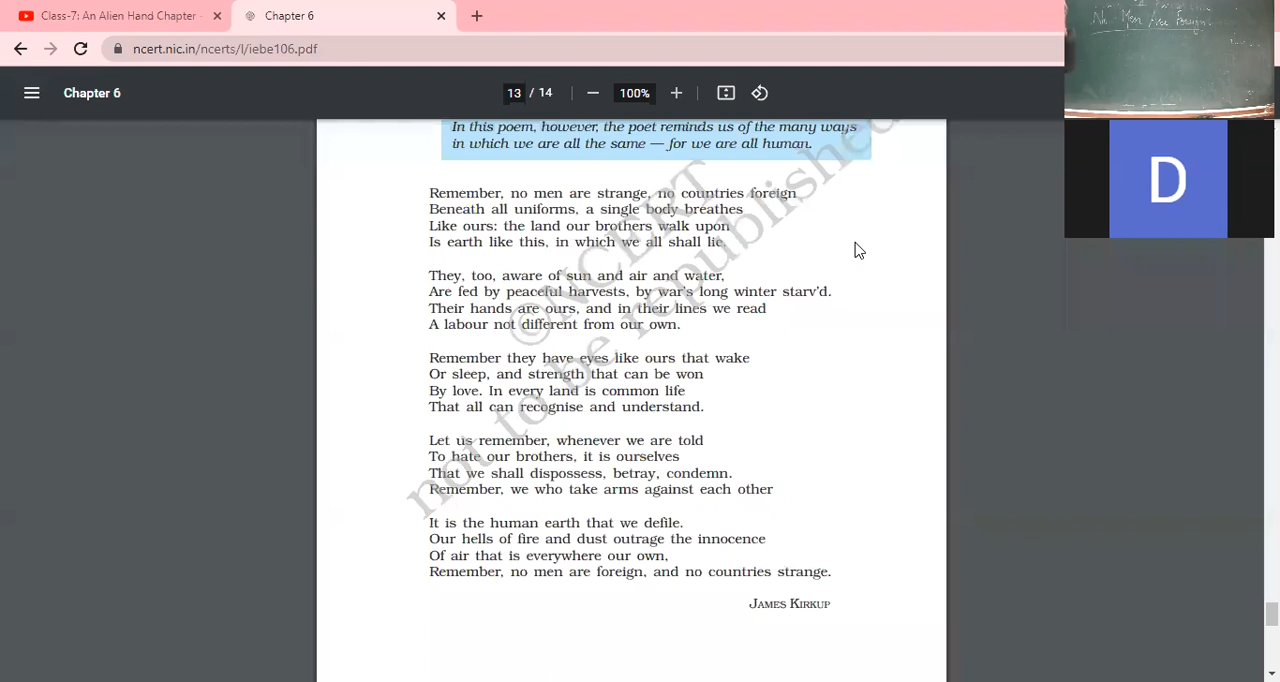 Class-7: An Alien Hand Chapter
Chapter 6
ncert.nic.in/ncerts/l/iebe106.pdf
Chapter 6
13 / 14
100%
No Men Are Foreign
D
In this poem, however, the poet reminds us of the many ways
in which we are all the same — for we are all human.
Remember, no men are strange, no countries foreign
Beneath all uniforms, a single body breathes
Like ours: the land our brothers walk upon
Is earth like this, in which we all shall lie.
They, too, aware of sun and air and water,
Are fed by peaceful harvests, by war's long winter starv'd.
Their hands are ours, and in their lines we read
A labour not different from our own.
Remember they have eyes like ours that wake
Or sleep, and strength that can be won
By love. In every land is common life
That all can recognise and understand.
Let us remember, whenever we are told
To hate our brothers, it is ourselves
That we shall dispossess, betray, condemn.
Remember, we who take arms against each other
It is the human earth that we defile.
Our hells of fire and dust outrage the innocence
Of air that is everywhere our own,
Remember, no men are foreign, and no countries strange.
JAMES KIRKUP
©NCERT
not to be republished